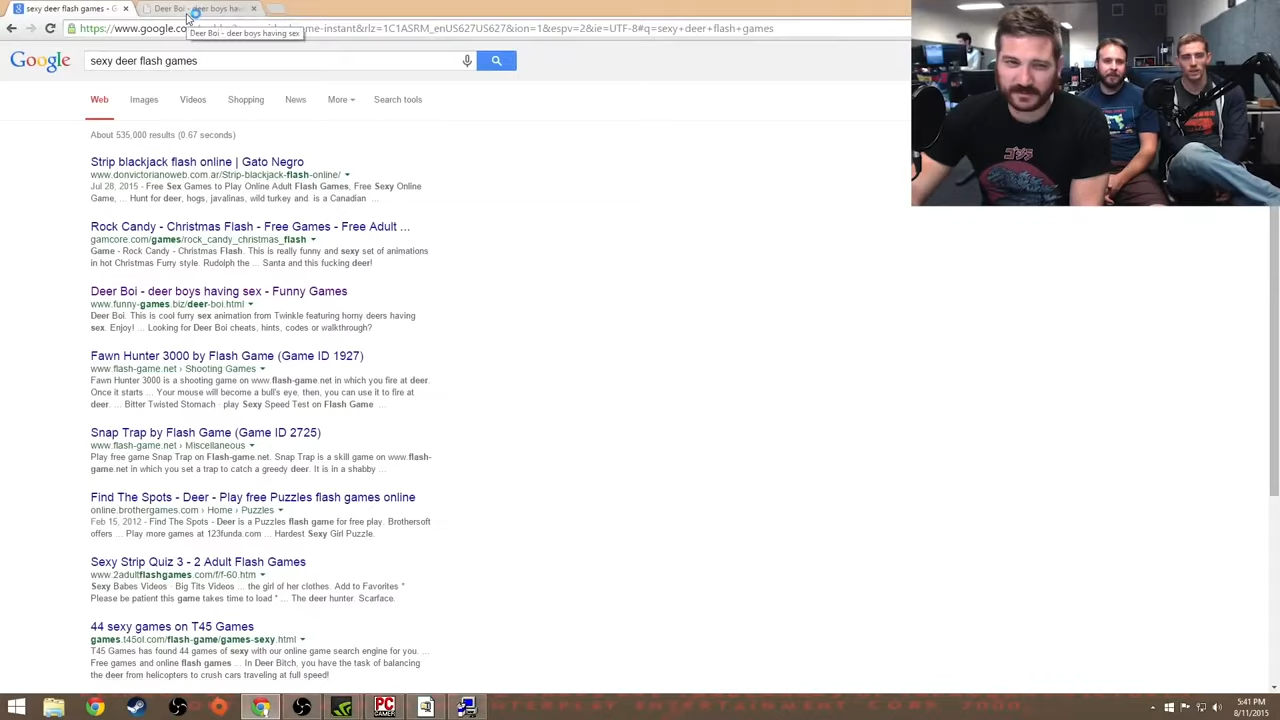 sexy deer flash games - G
Deer Boi - deer boys havi
https://www.google.co
Deer Boi - deer boys having sex
me-instant&rlz=1C1ASRM_enUS627US627&ion=1&espv=2&ie=UTF-8#q=sexy+deer+flash+games
Google
sexy deer flash games
Web Images Videos Shopping News More Search tools
About 535,000 results (0.67 seconds)
Strip blackjack flash online | Gato Negro
www.donvictorianoweb.com.ar/Strip-blackjack-flash-online/
Jul 28, 2015 - Free Sex Games to Play Online Adult Flash Games, Free Sexy Online
Game, ... Hunt for deer, hogs, javalinas, wild turkey and is a Canadian ...
Rock Candy - Christmas Flash - Free Games - Free Adult ...
gamcore.com/games/rock_candy_christmas_flash
Game - Rock Candy - Christmas Flash. This is really funny and sexy set of animations
in hot Christmas Furry style. Rudolph the ... Santa and this fucking deer!
Deer Boi - deer boys having sex - Funny Games
www.funny-games.biz/deer-boi.html
Deer Boi. This is cool furry sex animation from Twinkle featuring horny deers having
sex. Enjoy! ... Looking for Deer Boi cheats, hints, codes or walkthrough?
Fawn Hunter 3000 by Flash Game (Game ID 1927)
www.flash-game.net › Shooting Games
Fawn Hunter 3000 is a shooting game on www.flash-game.net in which you fire at deer.
Once it starts ... Your mouse will become a bull's eye, then, you can use it to fire at
deer. ... Bitter Twisted Stomach · play Sexy Speed Test on Flash Game ...
Snap Trap by Flash Game (Game ID 2725)
www.flash-game.net › Miscellaneous
Play free game Snap Trap on Flash-game.net. Snap Trap is a skill game on www.flash-
game.net in which you set a trap to catch a greedy deer. It is in a shabby ...
Find The Spots - Deer - Play free Puzzles flash games online
online.brothergames.com › Home › Puzzles
Feb 15, 2012 - Find The Spots - Deer is a Puzzles flash game for free play. Brothersoft
offers ... Play more games at 123funda.com ... Hardest Sexy Girl Puzzle.
Sexy Strip Quiz 3 - 2 Adult Flash Games
www.2adultflashgames.com/f/f-60.htm
Sexy Babes Videos · Big Tits Videos ... the girl of her clothes. Add to Favorites *
Please be patient this game takes time to load * ... The deer hunter. Scarface.
44 sexy games on T45 Games
games.t45ol.com/flash-game/games-sexy.html
T45 Games has found 44 games of sexy with our online game search engine for you. ...
Free games and online flash games ... In Deer Bitch, you have the task of balancing
the deer from helicopters to crush cars traveling at full speed!
ゴジラ
PC
GAMER
5:41 PM
8/11/2015